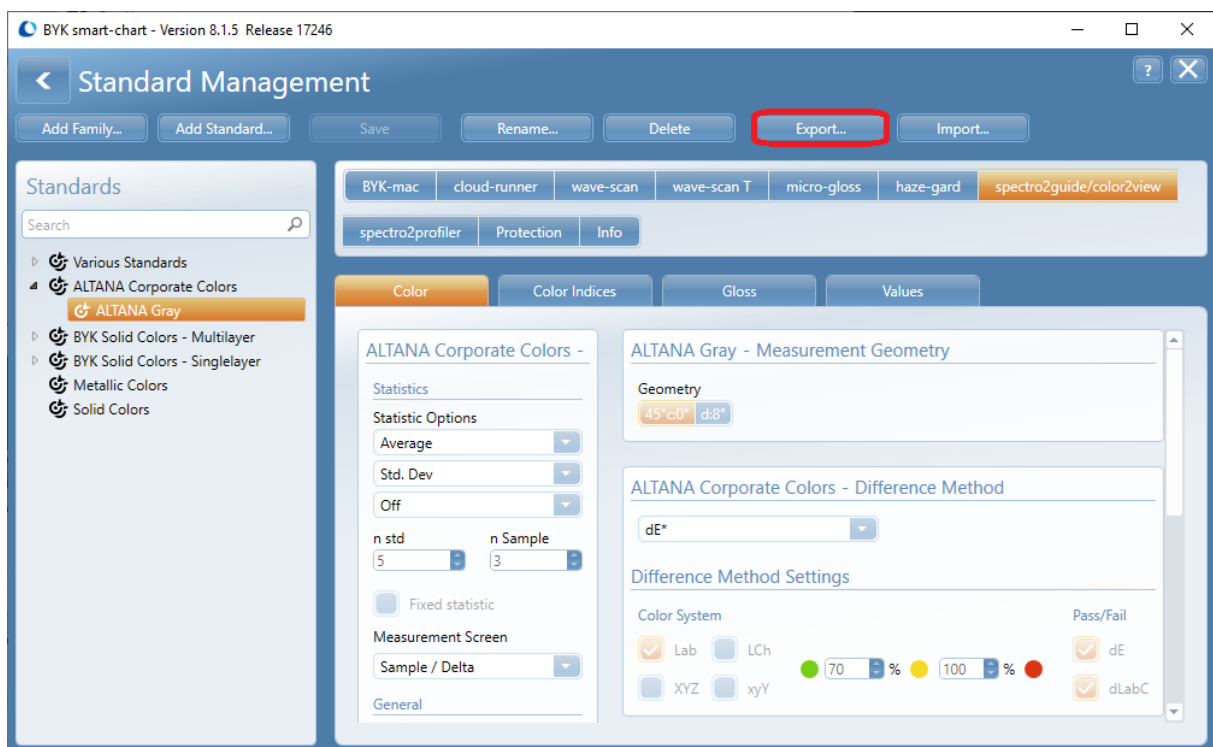 BYK smart-chart - Version 8.1.5 Release 17246
Standard Management
?
Add Family... Add Standard... Save Rename... Delete Export... Import...
Standards
Search
Various Standards
ALTANA Corporate Colors
ALTANA Gray
BYK Solid Colors - Multilayer
BYK Solid Colors - Singlelayer
Metallic Colors
Solid Colors
BYK-mac cloud-runner wave-scan wave-scan T micro-gloss haze-gard spectro2guide/color2view
spectro2profiler Protection Info
Color Color Indices Gloss Values
ALTANA Corporate Colors -
Statistics
Statistic Options
Average
Std. Dev
Off
n std n Sample
5 3
Fixed statistic
Measurement Screen
Sample / Delta
General
ALTANA Gray - Measurement Geometry
Geometry
45°c:0° d:8°
ALTANA Corporate Colors - Difference Method
dE*
Difference Method Settings
Color System Pass/Fail
Lab LCh 70 % 100 % dE
XYZ xyY dLabC